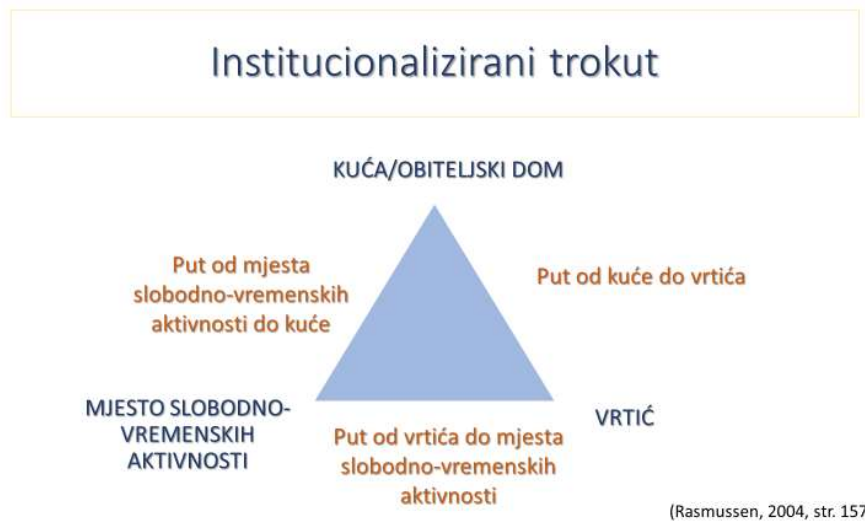 Institucionalizirani trokut
KUĆA/OBITELJSKI DOM
Put od mjesta
slobodno-vremenskih
aktivnosti do kuće
Put od kuće do vrtića
MJESTO SLOBODNO-
VREMENSKIH
AKTIVNOSTI
Put od vrtića do mjesta
slobodno-vremenskih
aktivnosti
VRTIĆ
(Rasmussen, 2004, str. 157